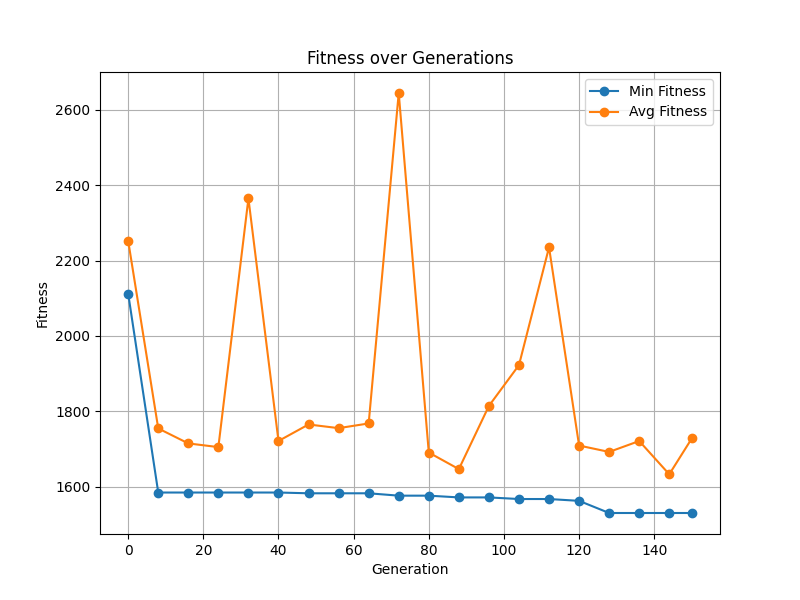 Fitness over Generations
Min Fitness
Avg Fitness
2600
2400
2200
2000
1800
1600
Fitness
0 20 40 60 80 100 120 140
Generation